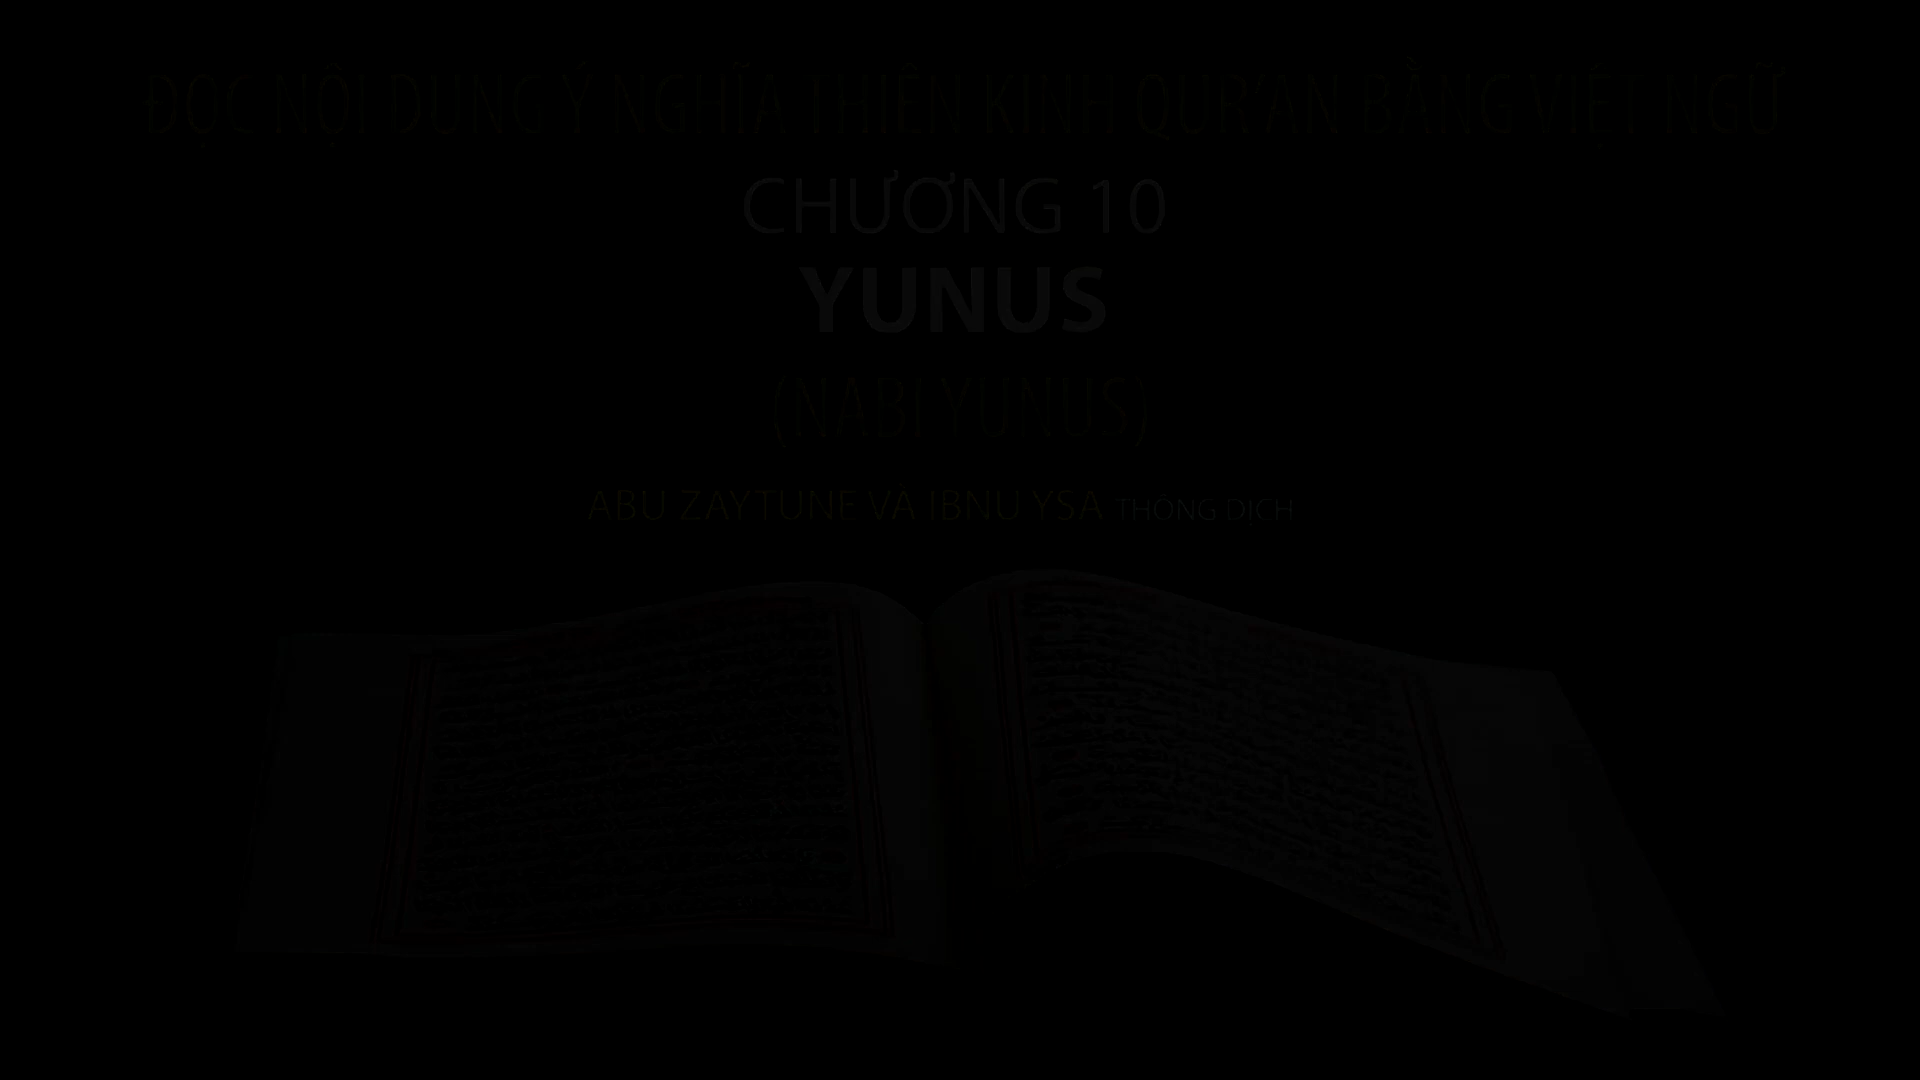 ĐỌC NỘI DUNG Ý NGHĨA THIÊN KINH QUR'AN BẰNG VIỆT NGỮ
CHƯƠNG 10
YUNUS
(NABI YUNUS)
ABU ZAYTUNE VÀ IBNU YSA THÔNG DỊCH